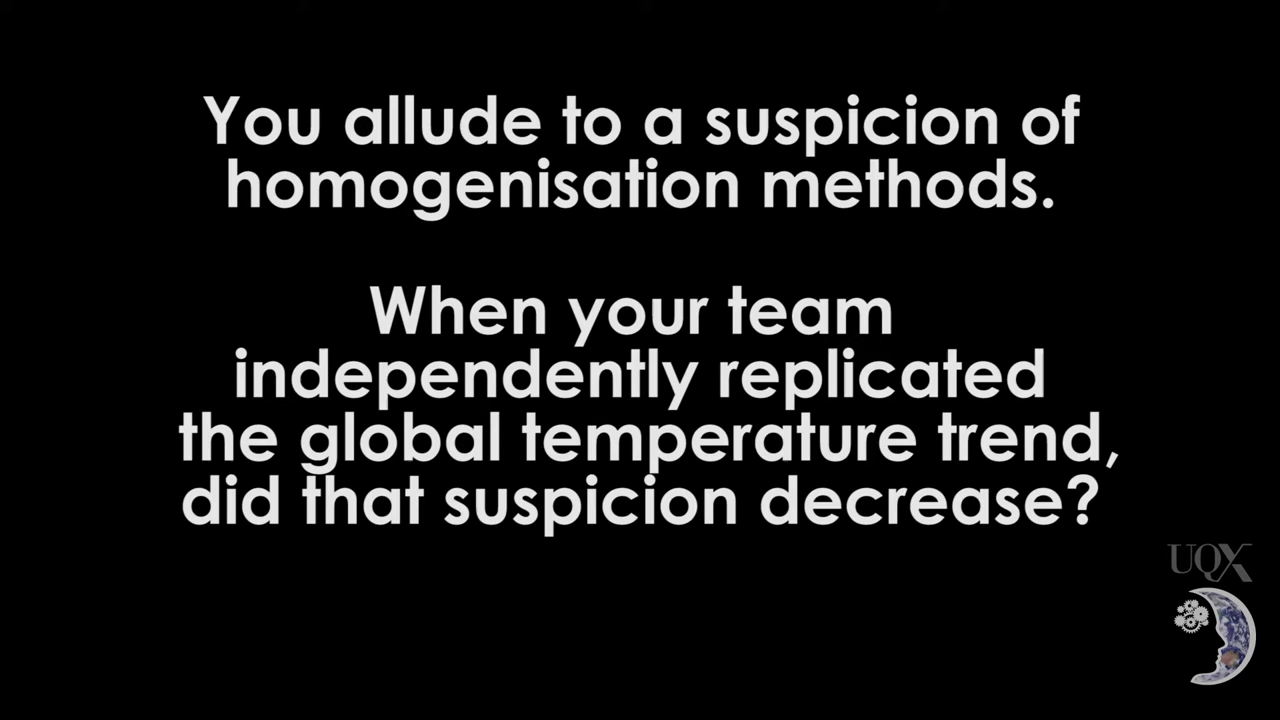 You allude to a suspicion of
homogenisation methods.
When your team
independently replicated
the global temperature trend,
did that suspicion decrease?
UQX